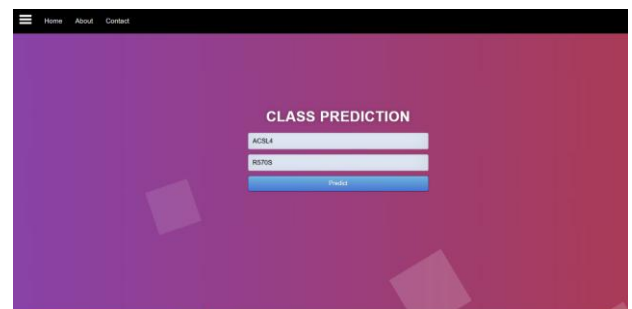 Home About Contact
CLASS PREDICTION
ACSL4
R570S
Predict